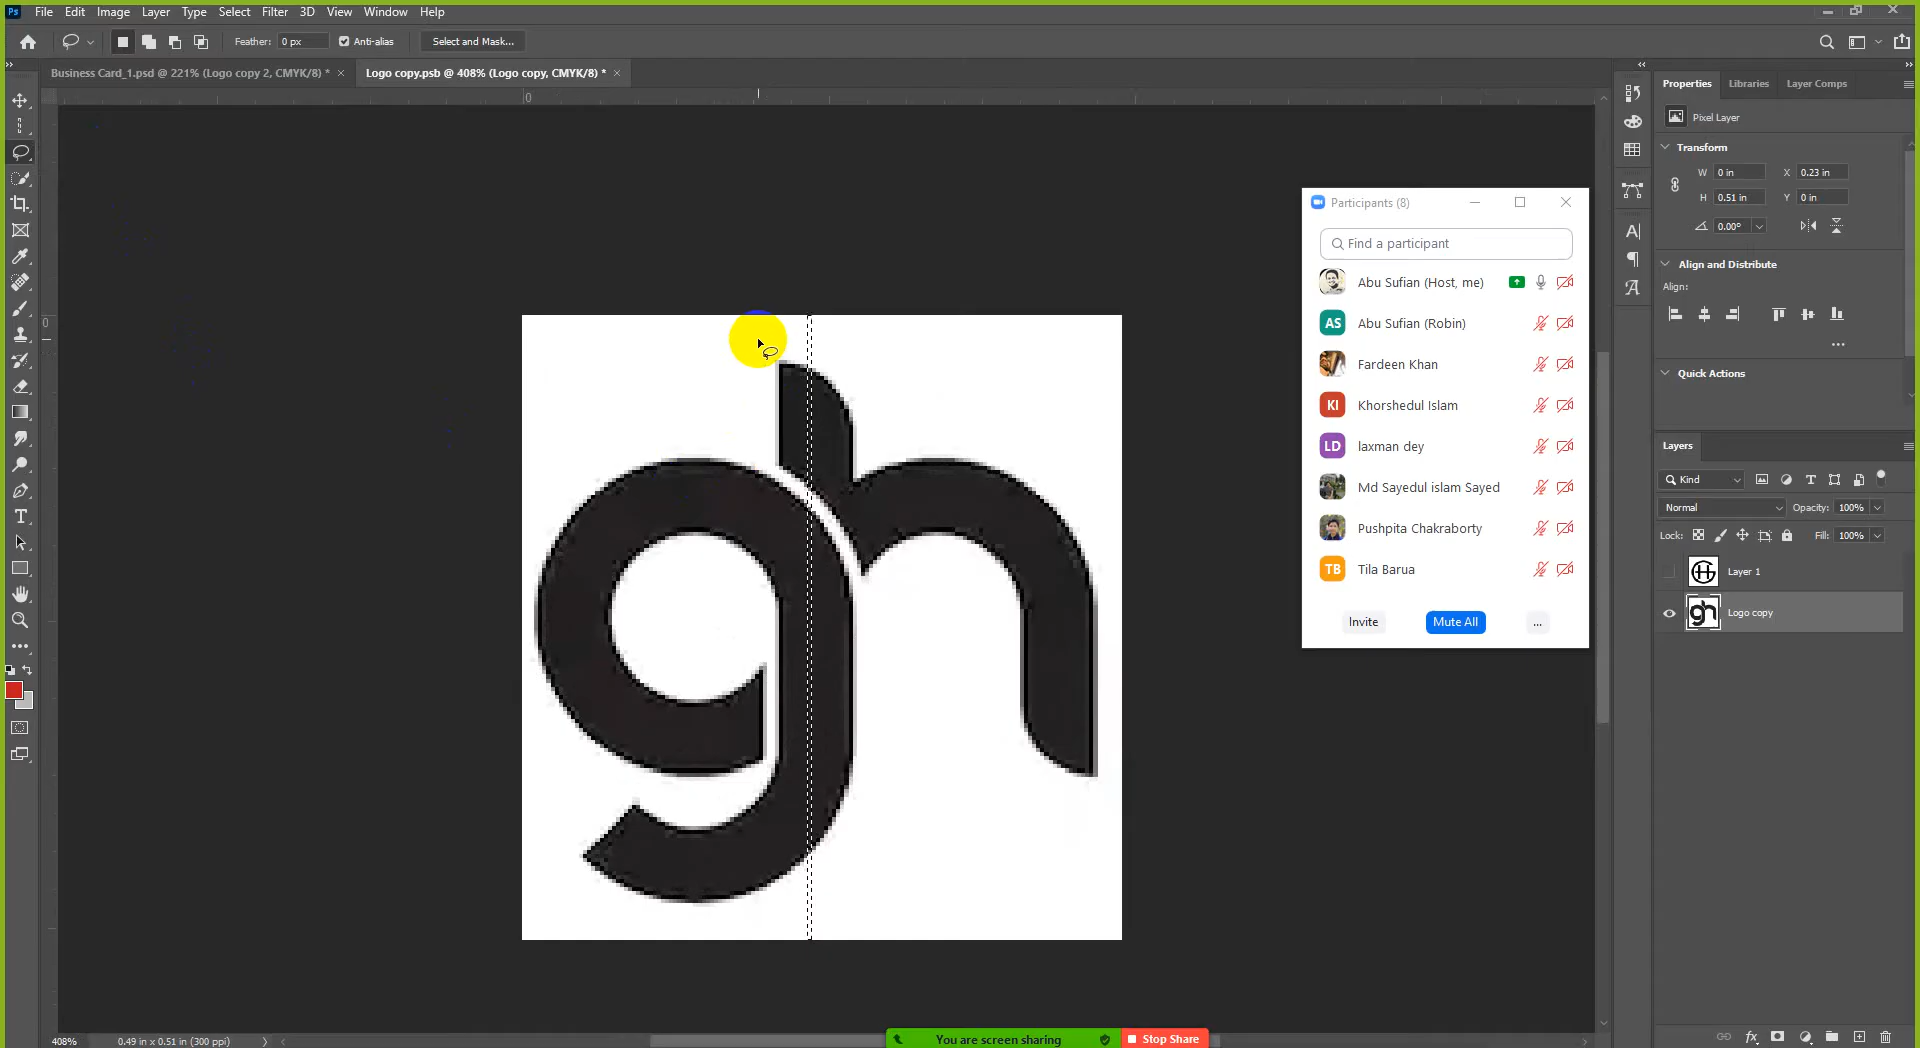 Ps File Edit Image Layer Type Select Filter 3D View Window Help
Feather: 0 px Anti-alias Select and Mask...
Business Card_1.psd @ 221% (Logo copy 2, CMYK/8) * × Logo copy.psb @ 408% (Logo copy, CMYK/8) * ×
0
0
gh
Participants (8)
Find a participant
Abu Sufian (Host, me)
AS Abu Sufian (Robin)
Fardeen Khan
KI Khorshedul Islam
LD laxman dey
Md Sayedul islam Sayed
Pushpita Chakraborty
TB Tila Barua
Invite Mute All ...
Properties Libraries Layer Comps
Pixel Layer
Transform
W 0 in X 0.23 in
H 0.51 in Y 0 in
0.00°
Align and Distribute
Align:
Quick Actions
Layers
Kind
Normal Opacity: 100%
Lock: Fill: 100%
Layer 1
gh Logo copy
fx
408% 0.49 in x 0.51 in (300 ppi)
You are screen sharing Stop Share